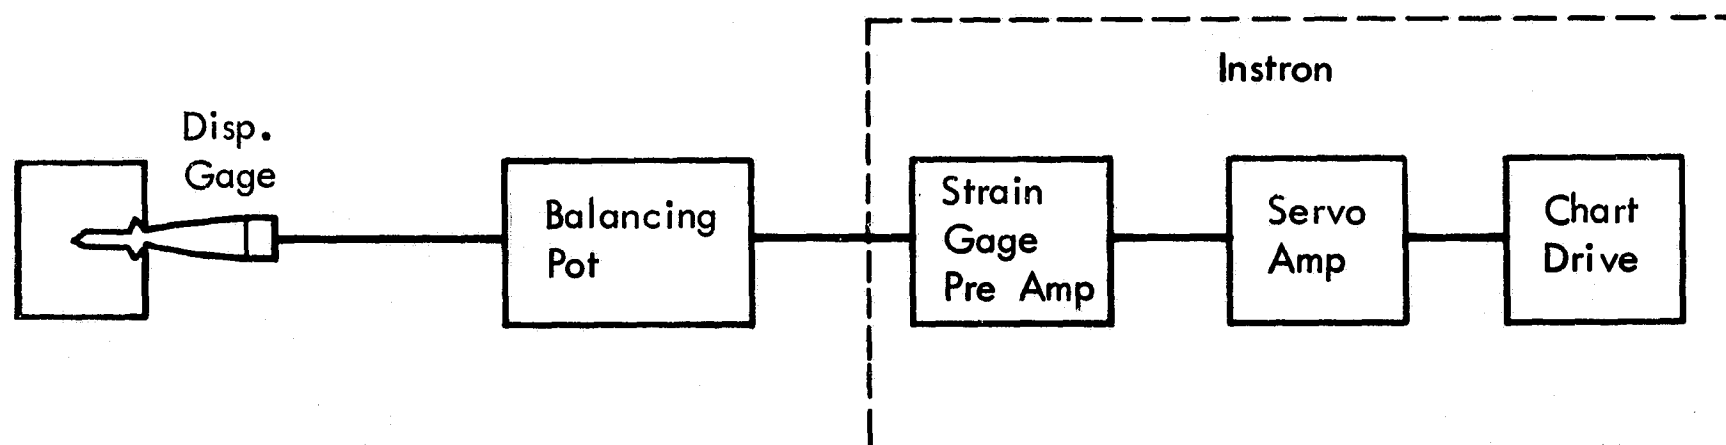 Instron
Disp.
Gage
Balancing
Pot
Strain
Gage
Pre Amp
Servo
Amp
Chart
Drive